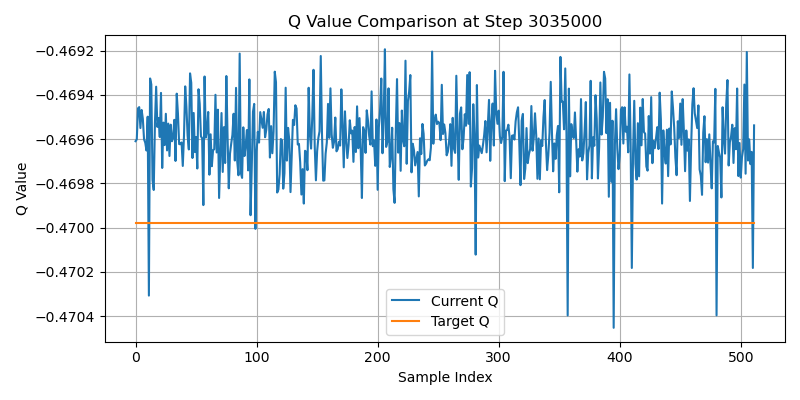 Q Value Comparison at Step 3035000
Q Value
−0.4692
−0.4694
−0.4696
−0.4698
−0.4700
−0.4702
−0.4704
Current Q
Target Q
0 100 200 300 400 500
Sample Index